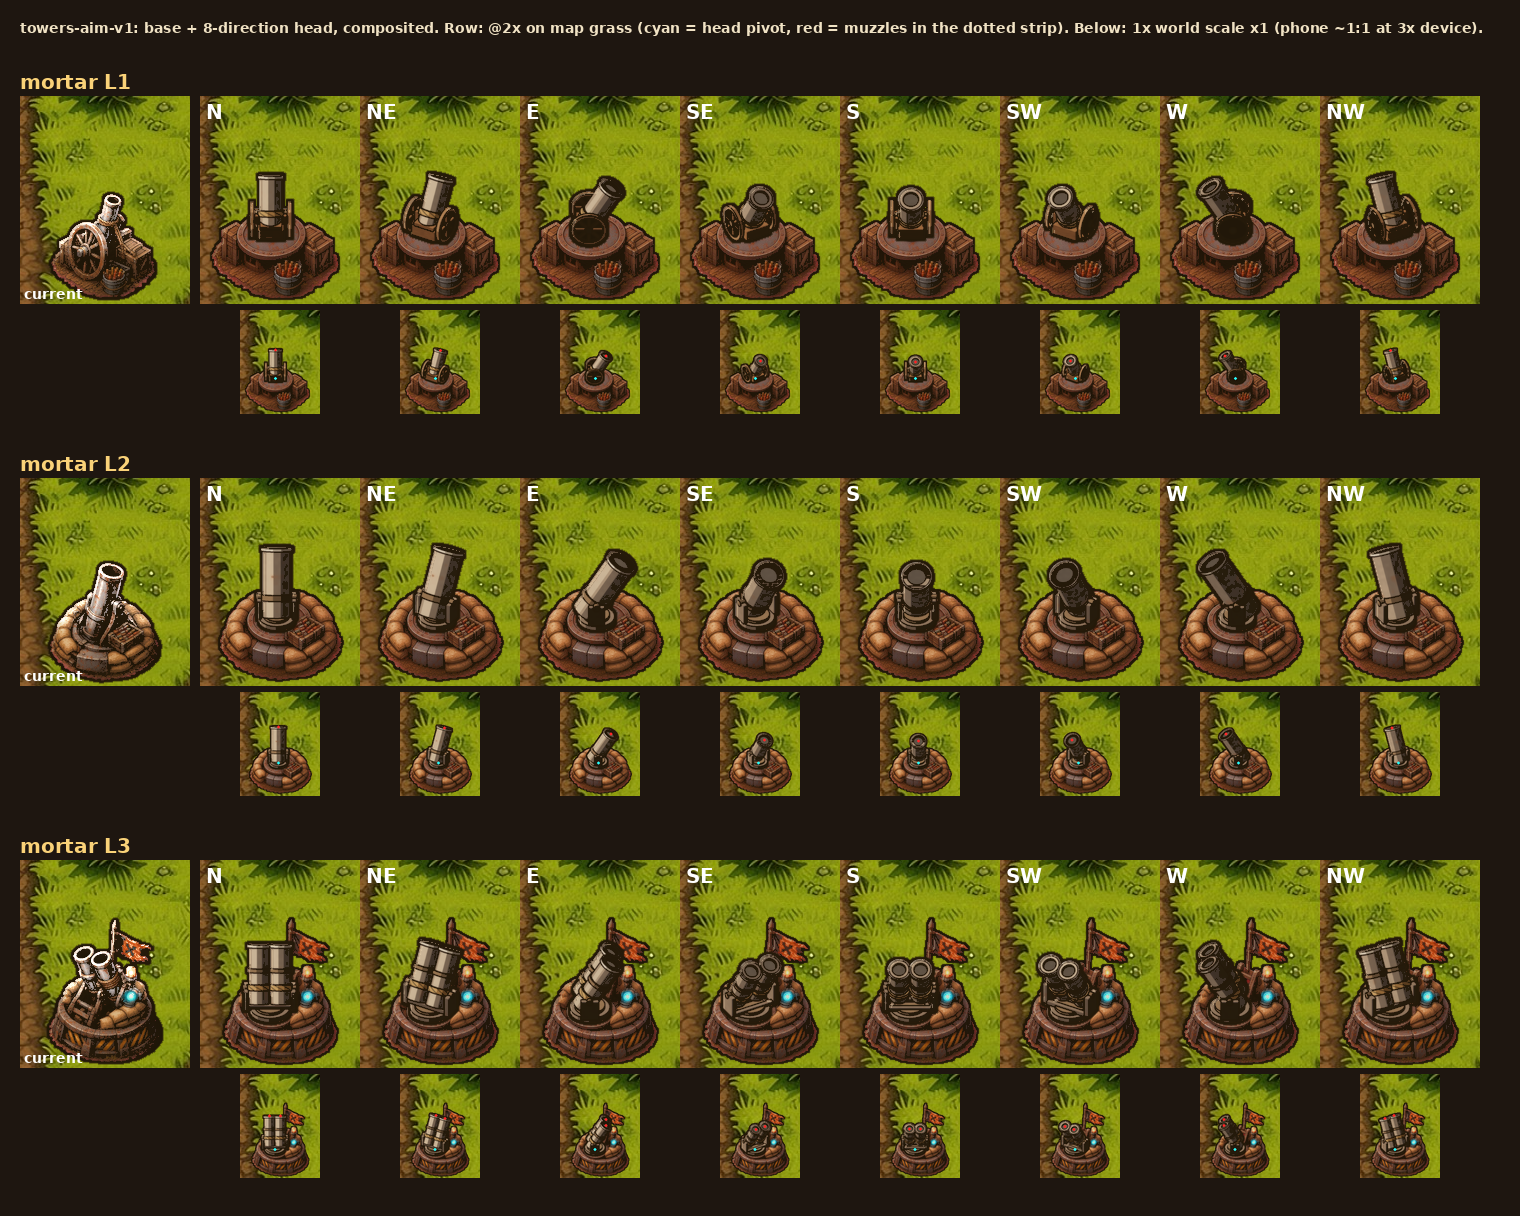 towers-aim-v1: base + 8-direction head, composited. Row: @2x on map grass (cyan = head pivot, red = muzzles in the dotted strip). Below: 1x world scale x1 (phone ~1:1 at 3x device).
mortar L1
N NE E SE S SW W NW
current
mortar L2
N NE E SE S SW W NW
current
mortar L3
N NE E SE S SW W NW
current